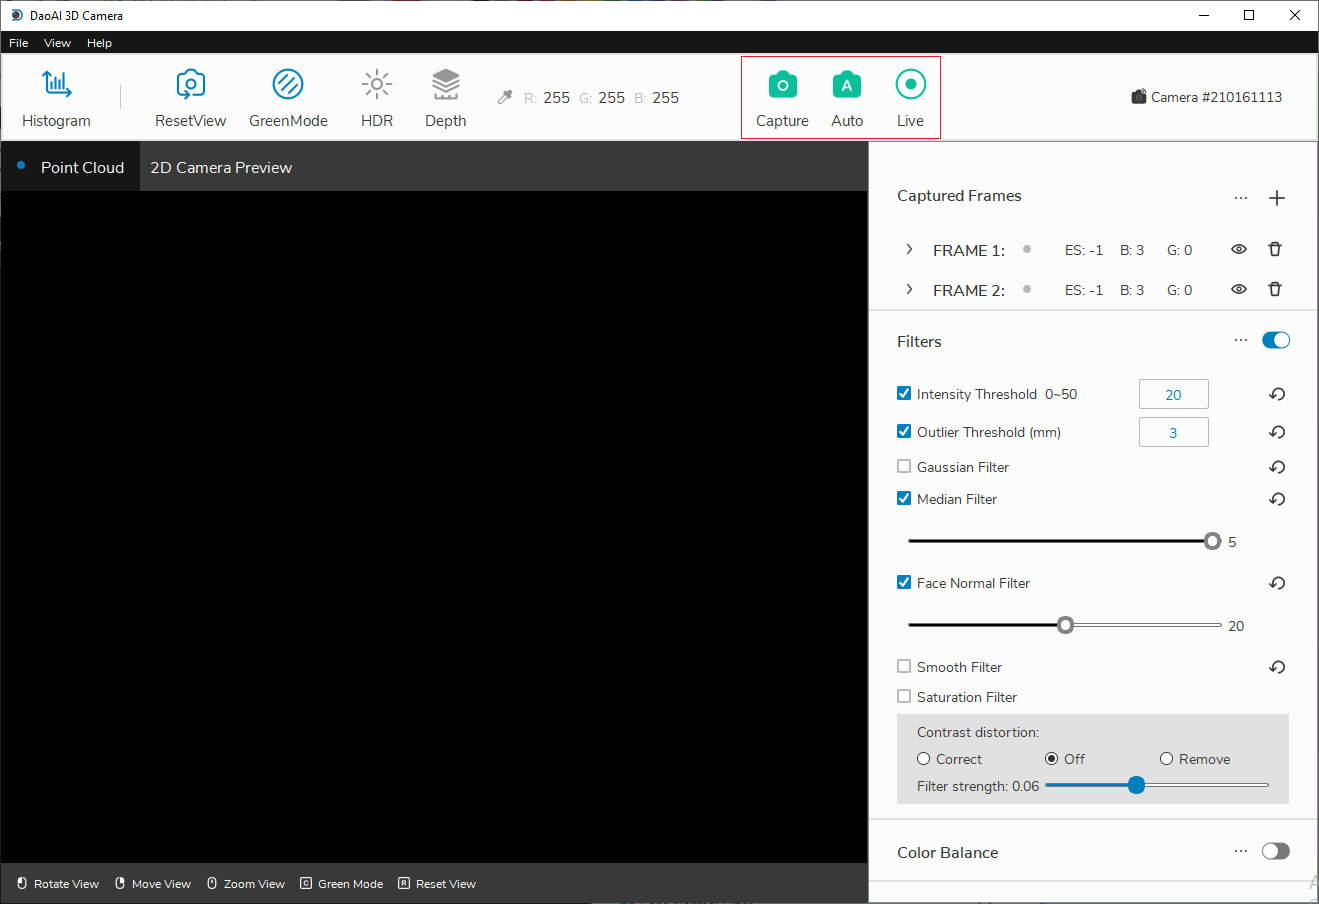 DaoAI 3D Camera
File View Help
Histogram ResetView GreenMode HDR Depth R: 255 G: 255 B: 255 Capture Auto Live Camera #210161113
Point Cloud 2D Camera Preview
Captured Frames
FRAME 1: ES: -1 B: 3 G: 0
FRAME 2: ES: -1 B: 3 G: 0
Filters
Intensity Threshold 0~50 20
Outlier Threshold (mm) 3
Gaussian Filter
Median Filter
5
Face Normal Filter
20
Smooth Filter
Saturation Filter
Contrast distortion:
Correct Off Remove
Filter strength: 0.06
Color Balance
Rotate View Move View Zoom View C Green Mode R Reset View